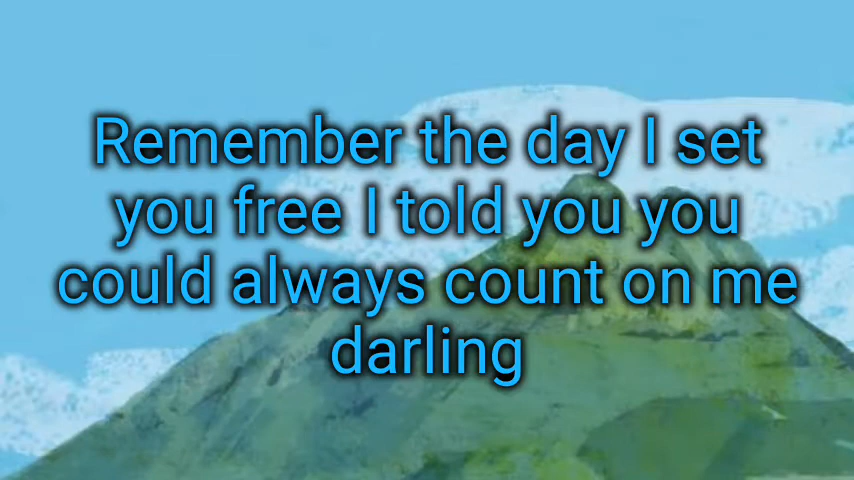 Remember the day I set
you free I told you you
could always count on me
darling